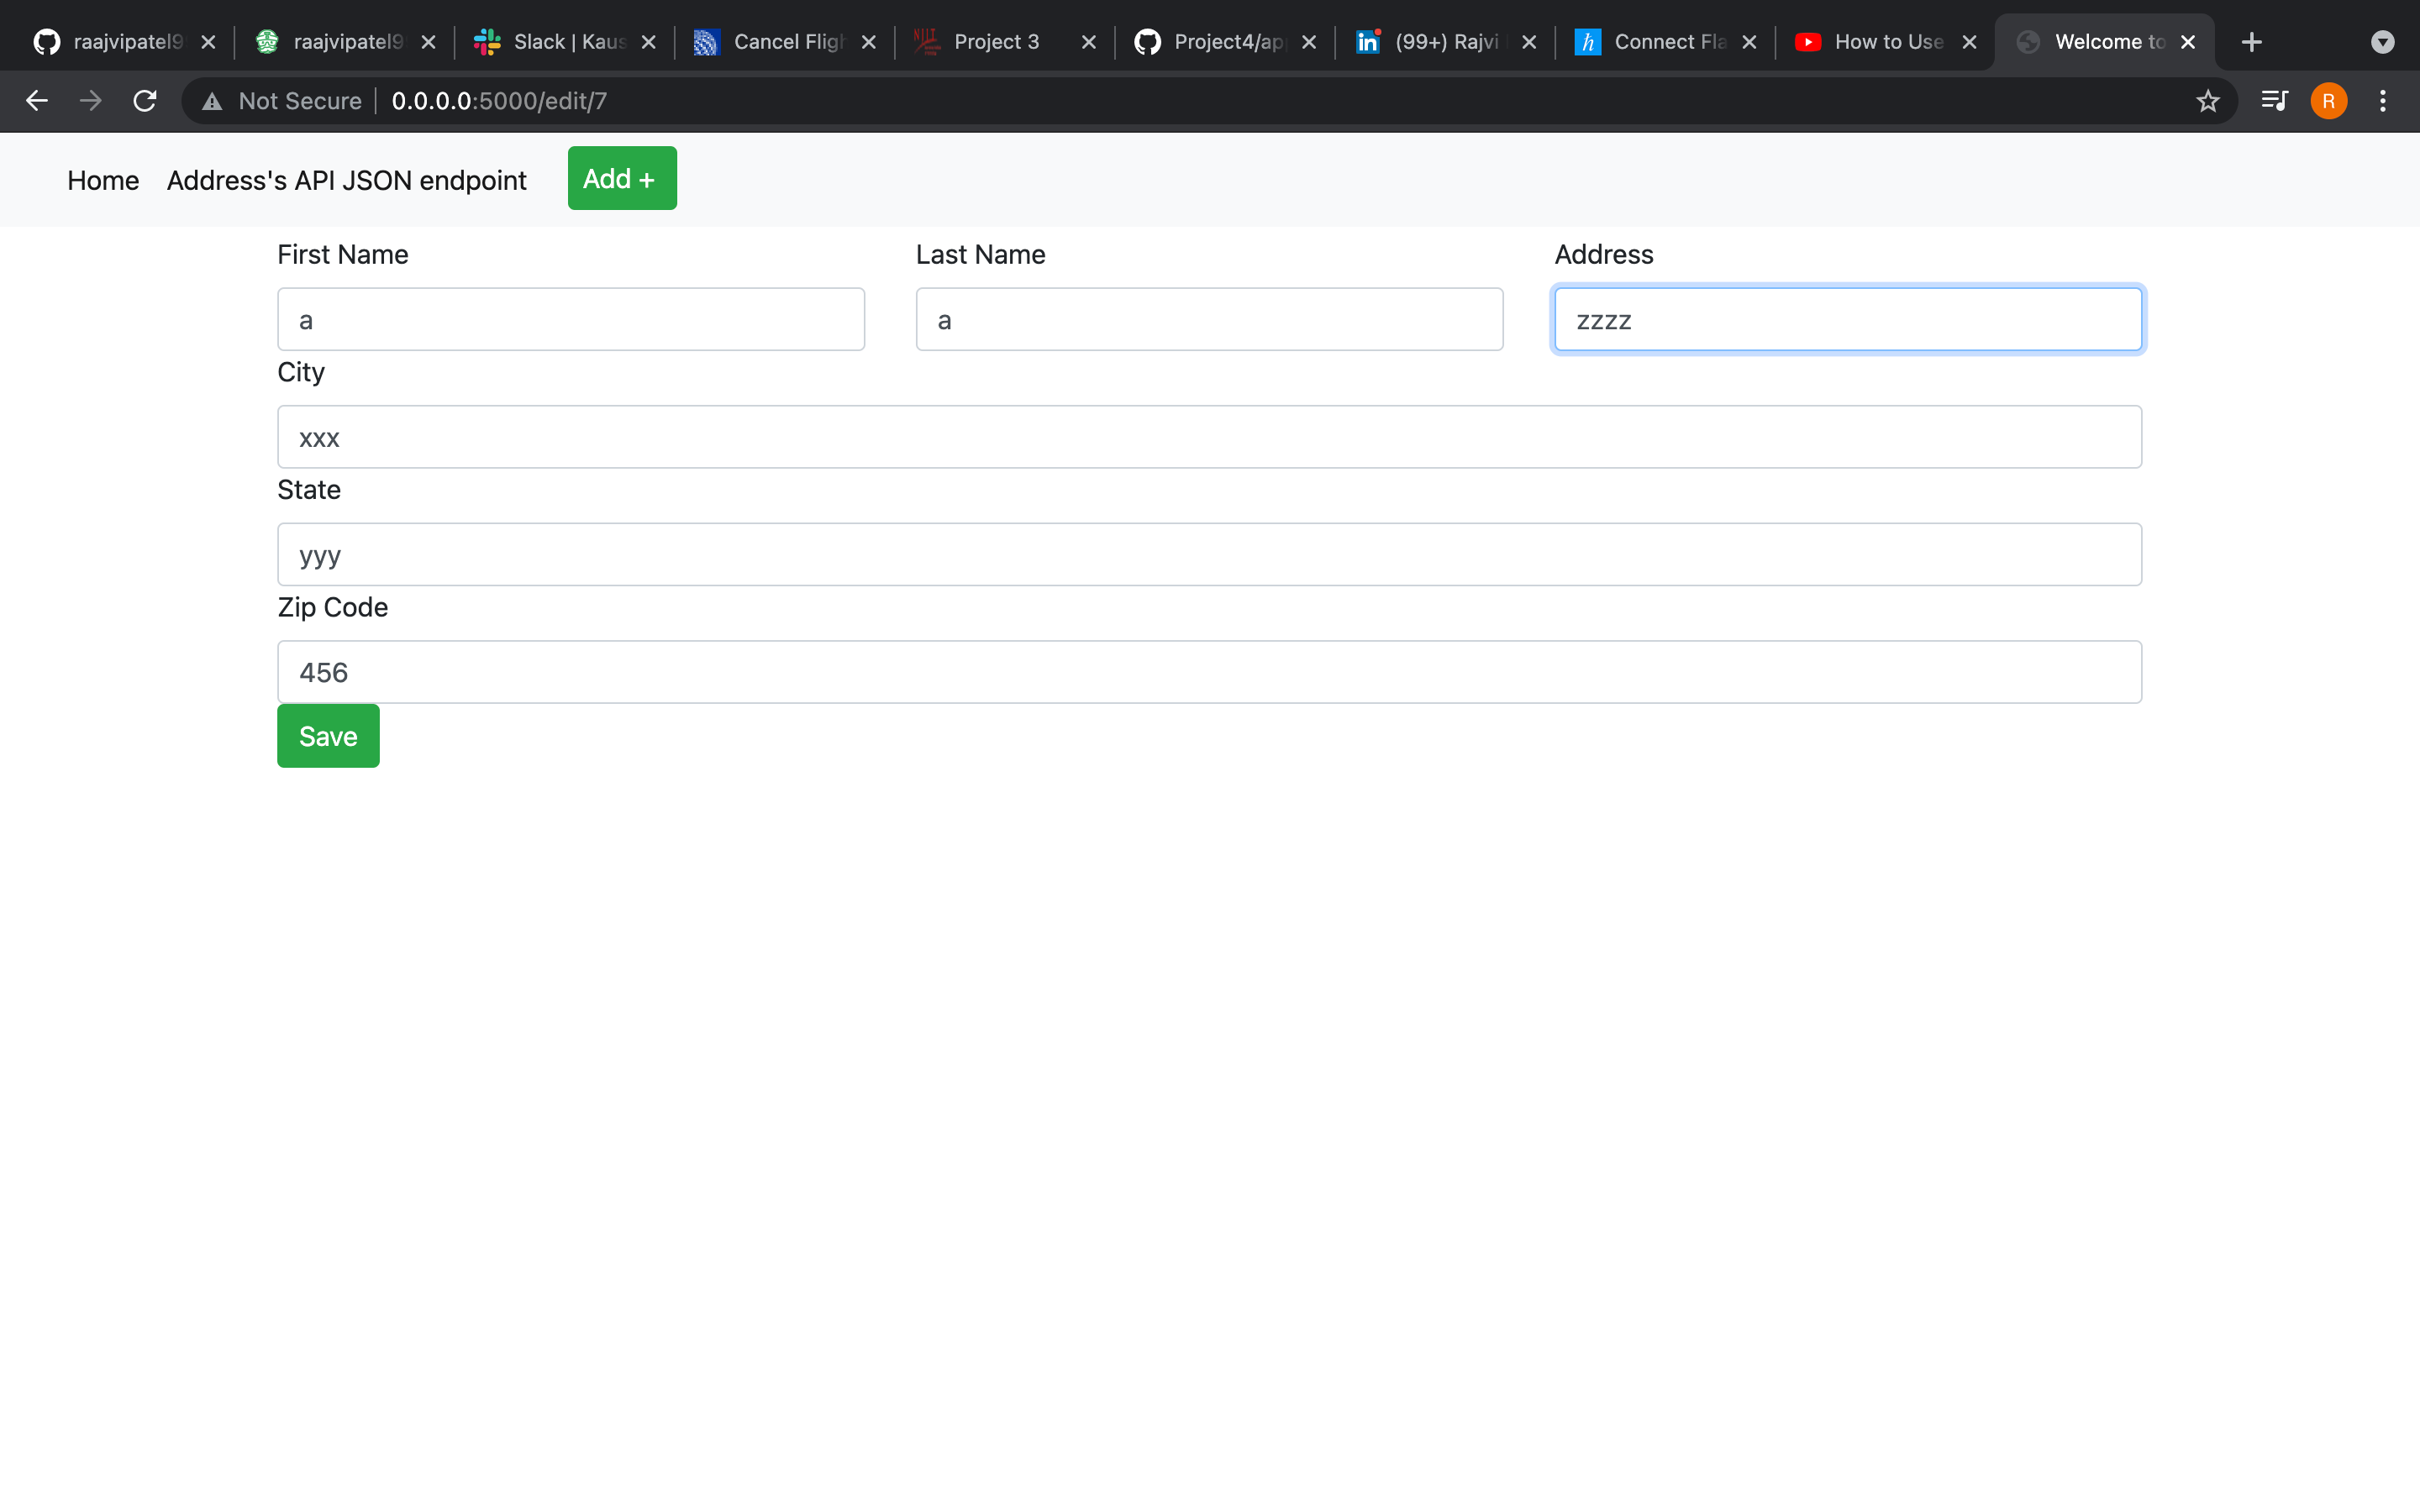 raajvipatel9 raajvipatel9 Slack | Kaus Cancel Fligh Project 3 Project4/ap (99+) Rajvi Connect Fla How to Use Welcome to
Not Secure 0.0.0.0:5000/edit/7 R
Home Address's API JSON endpoint Add +
First Name Last Name Address
a a zzzz
City
xxx
State
yyy
Zip Code
456
Save